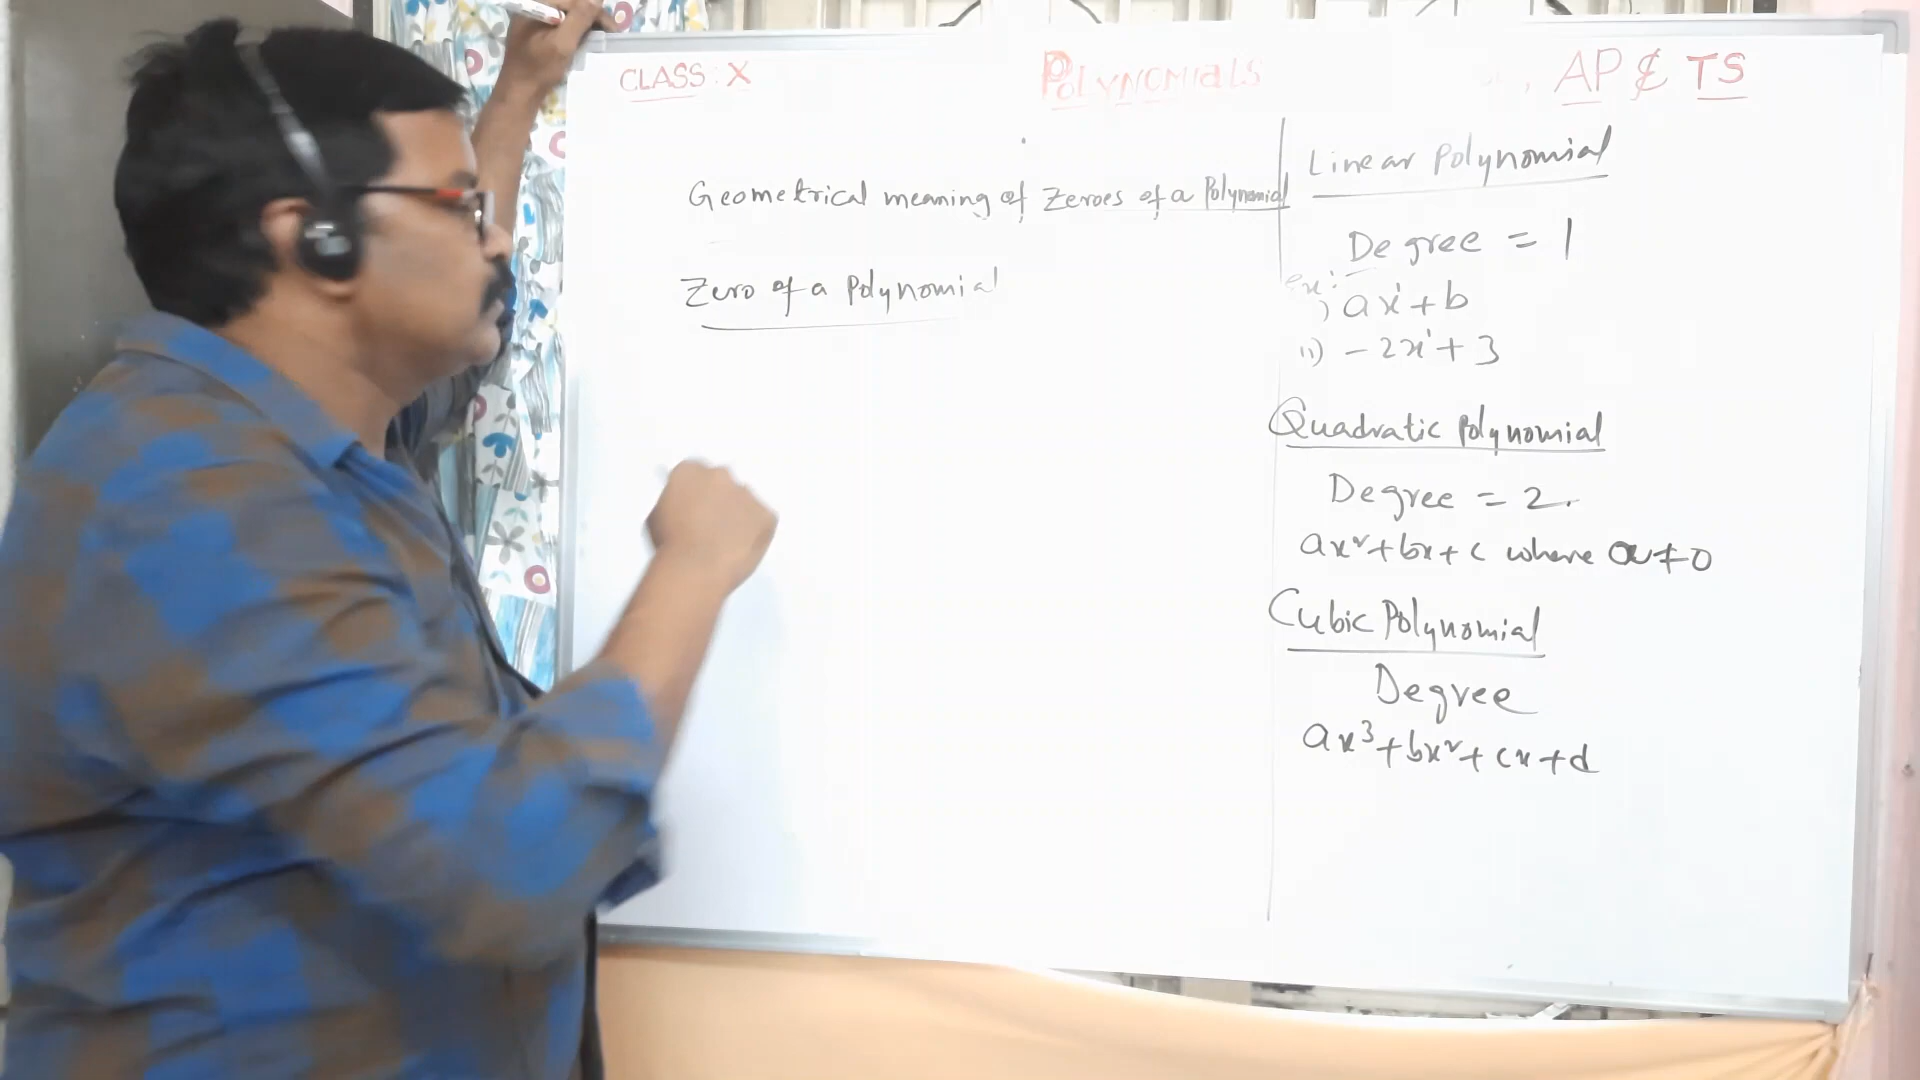 CLASS: X
POLYNOMIALS
, AP & TS
Geometrical meaning of Zeroes of a Polynomial
Zero of a Polynomial
Linear Polynomial
Degree = 1
ex:
) ax¹+b
ii) -2x¹+3
Quadratic Polynomial
Degree = 2.
ax²+bx+c where a≠0
Cubic Polynomial
Degree
ax³+bx²+cx+d